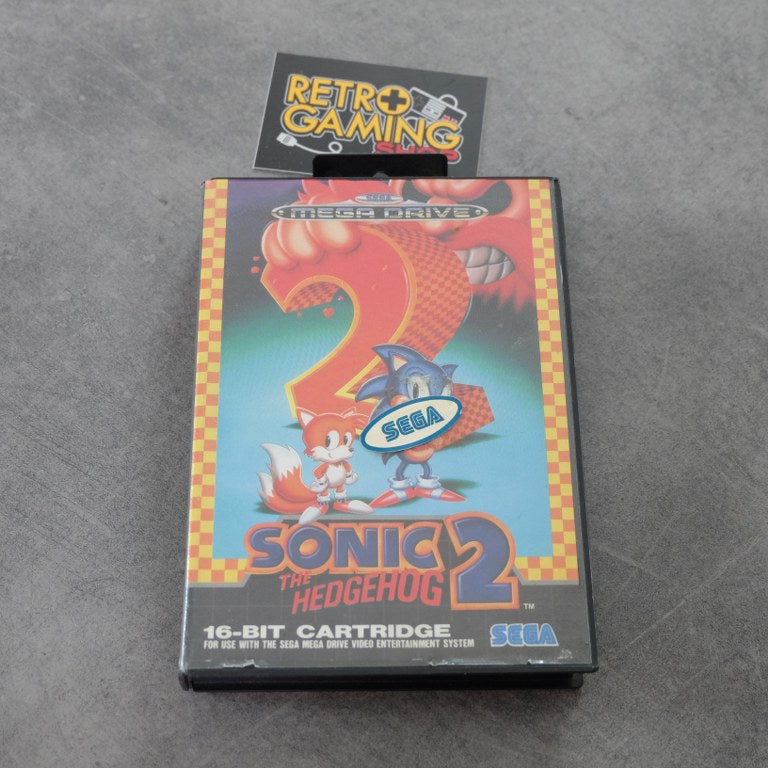 RETRO
GAMING
SHOP
SEGA
MEGA DRIVE
2
SEGA
SONIC
THE
HEDGEHOG 2
TM
16-BIT CARTRIDGE
FOR USE WITH THE SEGA MEGA DRIVE VIDEO ENTERTAINMENT SYSTEM
SEGA